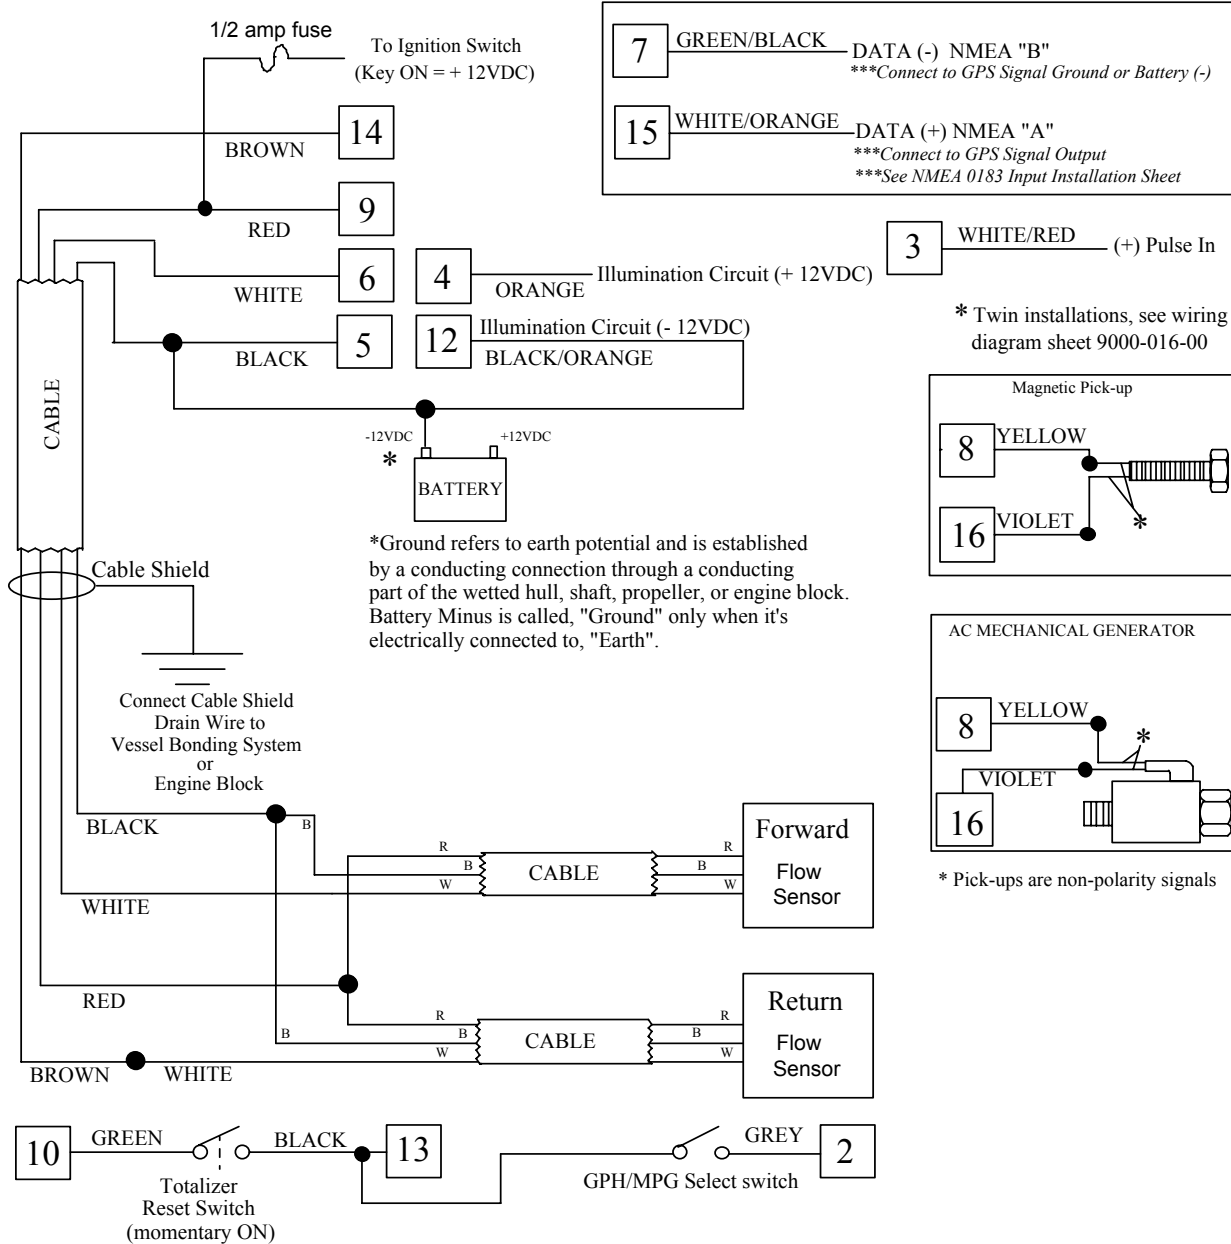 1/2 amp fuse
To Ignition Switch
(Key ON = + 12VDC)
14
BROWN
9
RED
6
WHITE
5
BLACK
4
ORANGE
Illumination Circuit (+ 12VDC)
12
Illumination Circuit (- 12VDC)
BLACK/ORANGE
7
GREEN/BLACK
DATA (-) NMEA "B"
***Connect to GPS Signal Ground or Battery (-)
15
WHITE/ORANGE
DATA (+) NMEA "A"
***Connect to GPS Signal Output
***See NMEA 0183 Input Installation Sheet
3
WHITE/RED
(+) Pulse In
* Twin installations, see wiring
diagram sheet 9000-016-00
CABLE
-12VDC
+12VDC
*
BATTERY
*Ground refers to earth potential and is established
by a conducting connection through a conducting
part of the wetted hull, shaft, propeller, or engine block.
Battery Minus is called, "Ground" only when it's
electrically connected to, "Earth".
Magnetic Pick-up
8
YELLOW
16
VIOLET
*
AC MECHANICAL GENERATOR
8
YELLOW
*
VIOLET
16
* Pick-ups are non-polarity signals
Cable Shield
Connect Cable Shield
Drain Wire to
Vessel Bonding System
or
Engine Block
BLACK
B
WHITE
R
B
W
CABLE
R
B
W
Forward
Flow
Sensor
RED
B
R
B
W
CABLE
R
B
W
Return
Flow
Sensor
BROWN
WHITE
10
GREEN
BLACK
13
Totalizer
Reset Switch
(momentary ON)
GPH/MPG Select switch
GREY
2